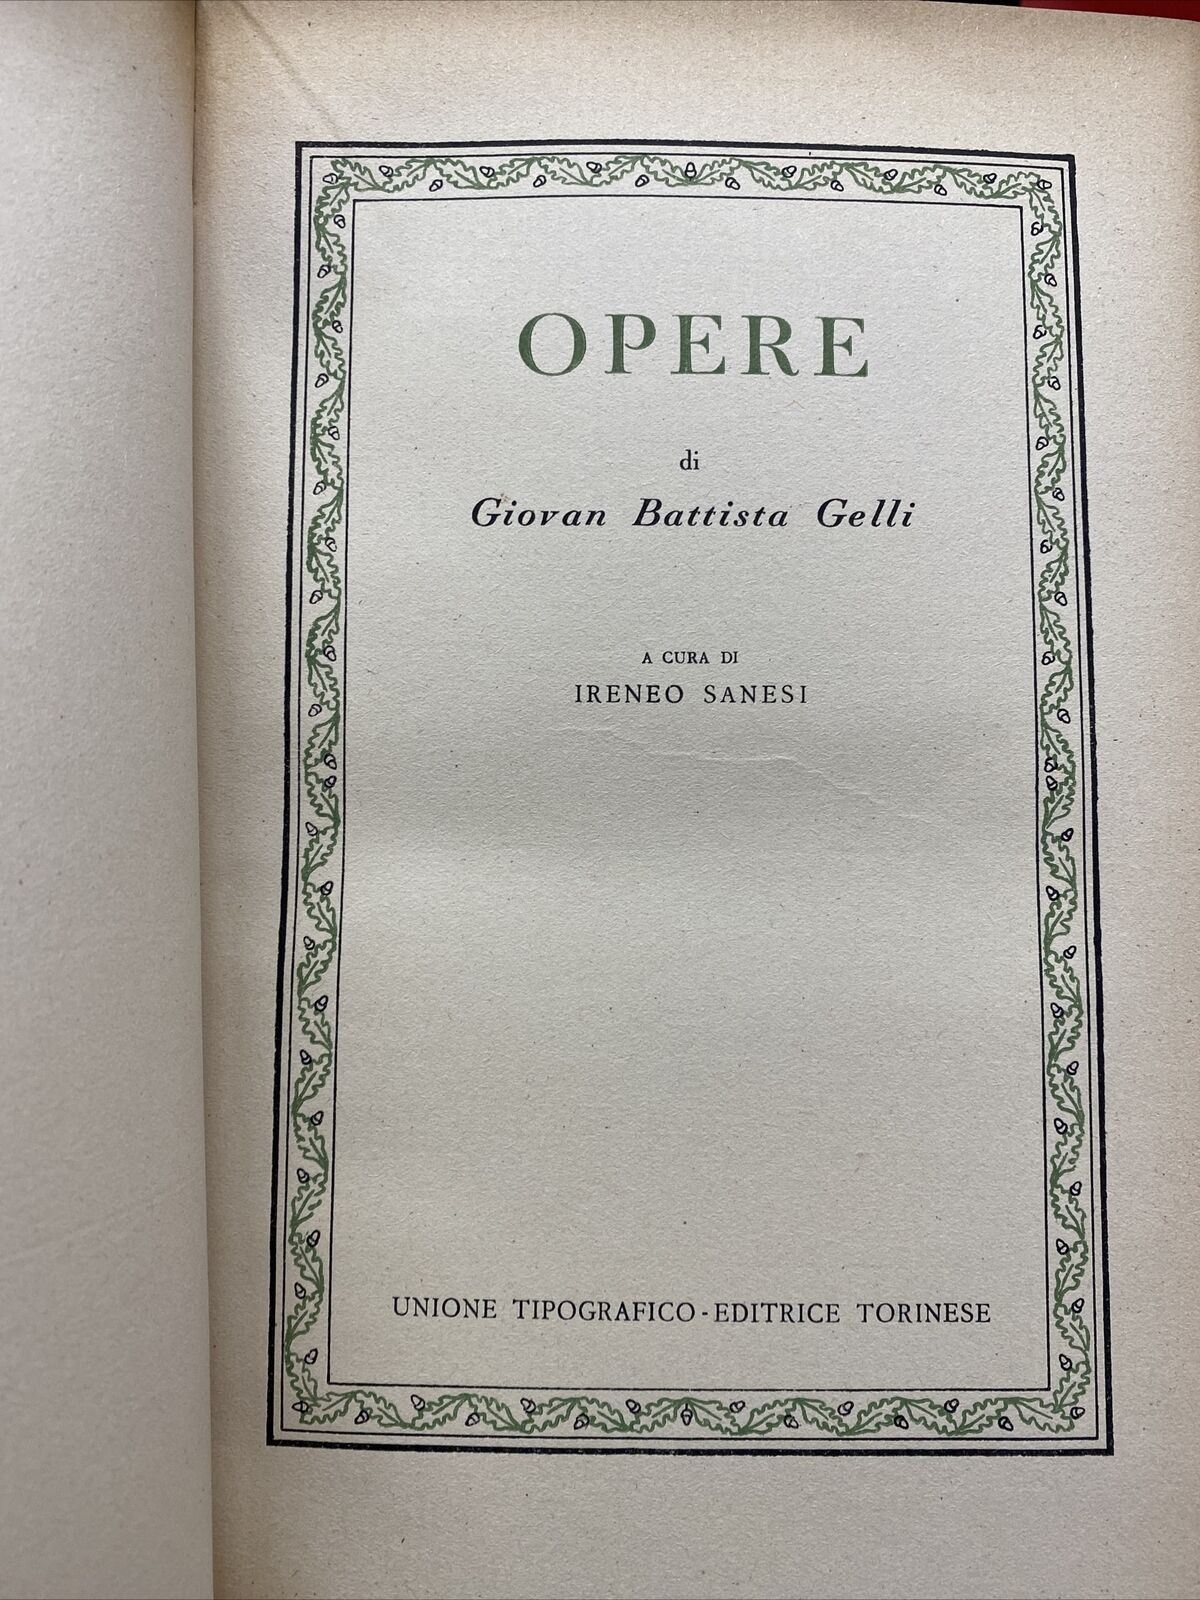 OPERE
di
Giovan Battista Gelli
A CURA DI
IRENEO SANESI
UNIONE TIPOGRAFICO-EDITRICE TORINESE